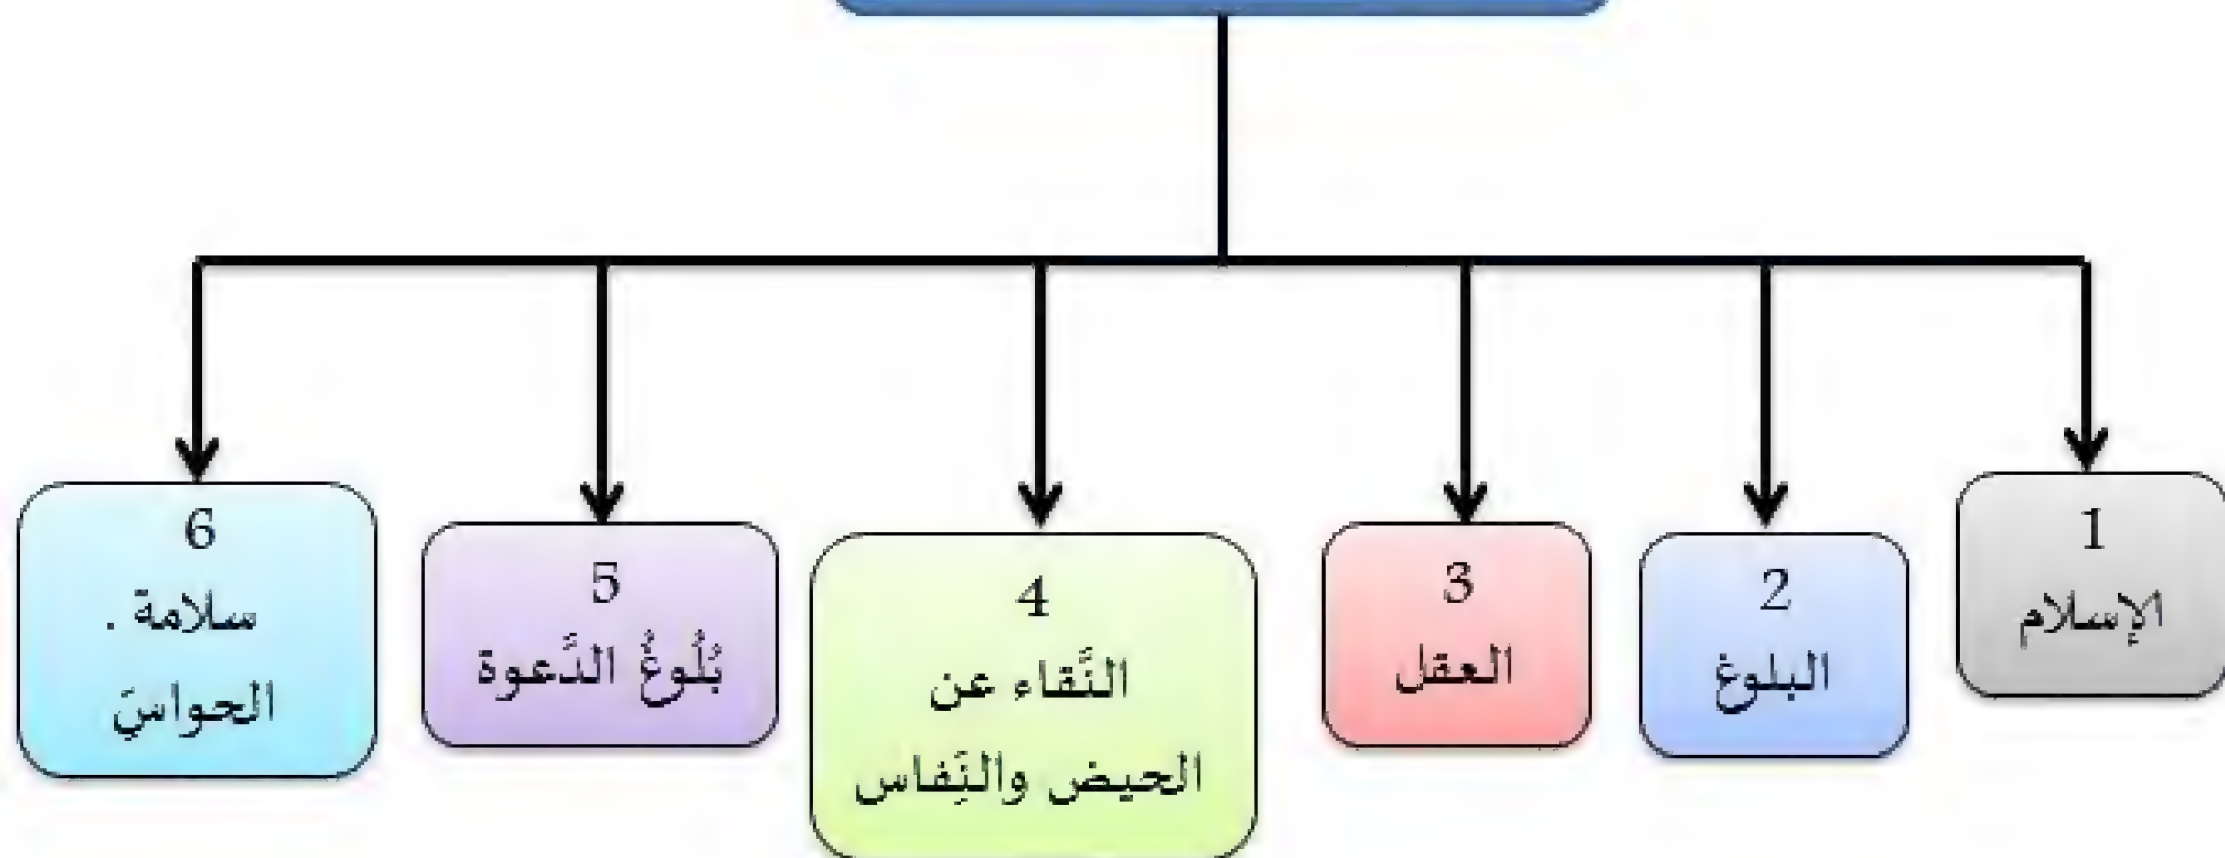 1
الإسلام
2
البلوغ
3
العقل
4
النَّقاء عن
الحيض والنِّفاس
5
بُلُوغُ الدَّعوة
6
سلامة .
الحواسّ